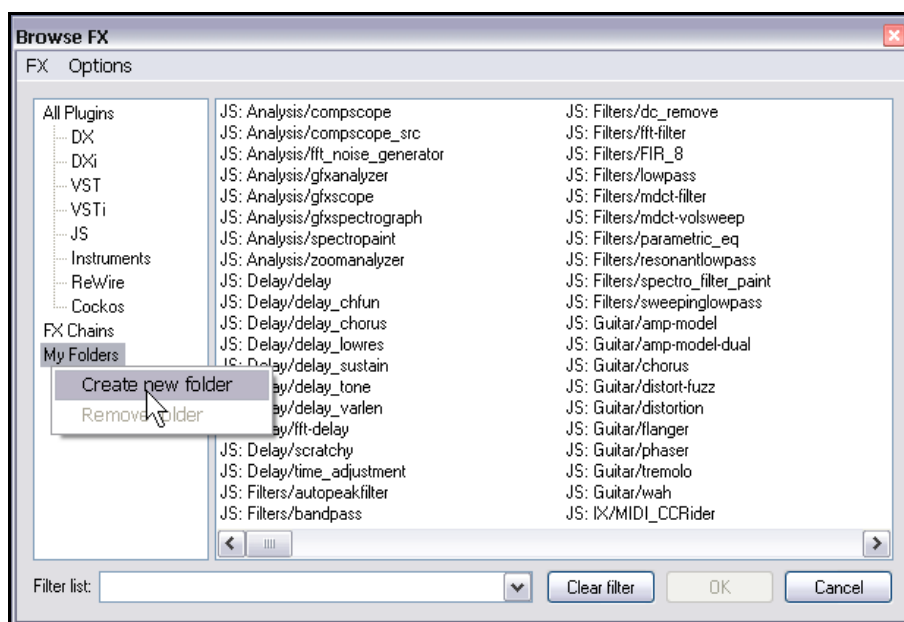 Browse FX
FX Options
All Plugins
DX
DXi
VST
VSTi
JS
Instruments
ReWire
Cockos
FX Chains
My Folders
Create new folder
Remove folder
JS: Analysis/compscope
JS: Analysis/compscope_src
JS: Analysis/fft_noise_generator
JS: Analysis/gfxanalyzer
JS: Analysis/gfxscope
JS: Analysis/gfxspectrograph
JS: Analysis/spectropaint
JS: Analysis/zoomanalyzer
JS: Delay/delay
JS: Delay/delay_chfun
JS: Delay/delay_chorus
JS: Delay/delay_lowres
JS: Delay/delay_sustain
ay/delay_tone
ay/delay_varlen
ay/fft-delay
JS: Delay/scratchy
JS: Delay/time_adjustment
JS: Filters/autopeakfilter
JS: Filters/bandpass
JS: Filters/dc_remove
JS: Filters/fft-filter
JS: Filters/FIR_8
JS: Filters/lowpass
JS: Filters/mdct-filter
JS: Filters/mdct-volsweep
JS: Filters/parametric_eq
JS: Filters/resonantlowpass
JS: Filters/spectro_filter_paint
JS: Filters/sweepinglowpass
JS: Guitar/amp-model
JS: Guitar/amp-model-dual
JS: Guitar/chorus
JS: Guitar/distort-fuzz
JS: Guitar/distortion
JS: Guitar/flanger
JS: Guitar/phaser
JS: Guitar/tremolo
JS: Guitar/wah
JS: IX/MIDI_CCRider
Filter list:
Clear filter
OK
Cancel